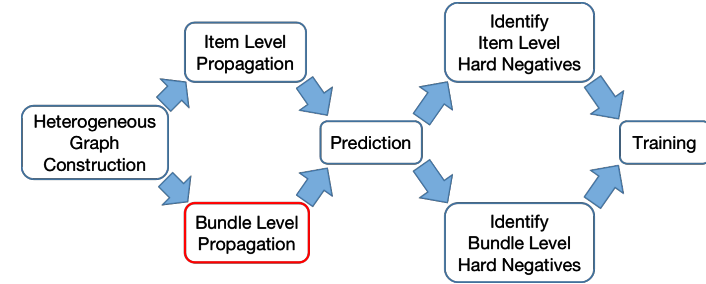 Heterogeneous
Graph
Construction
Item Level
Propagation
Bundle Level
Propagation
Prediction
Identify
Item Level
Hard Negatives
Identify
Bundle Level
Hard Negatives
Training